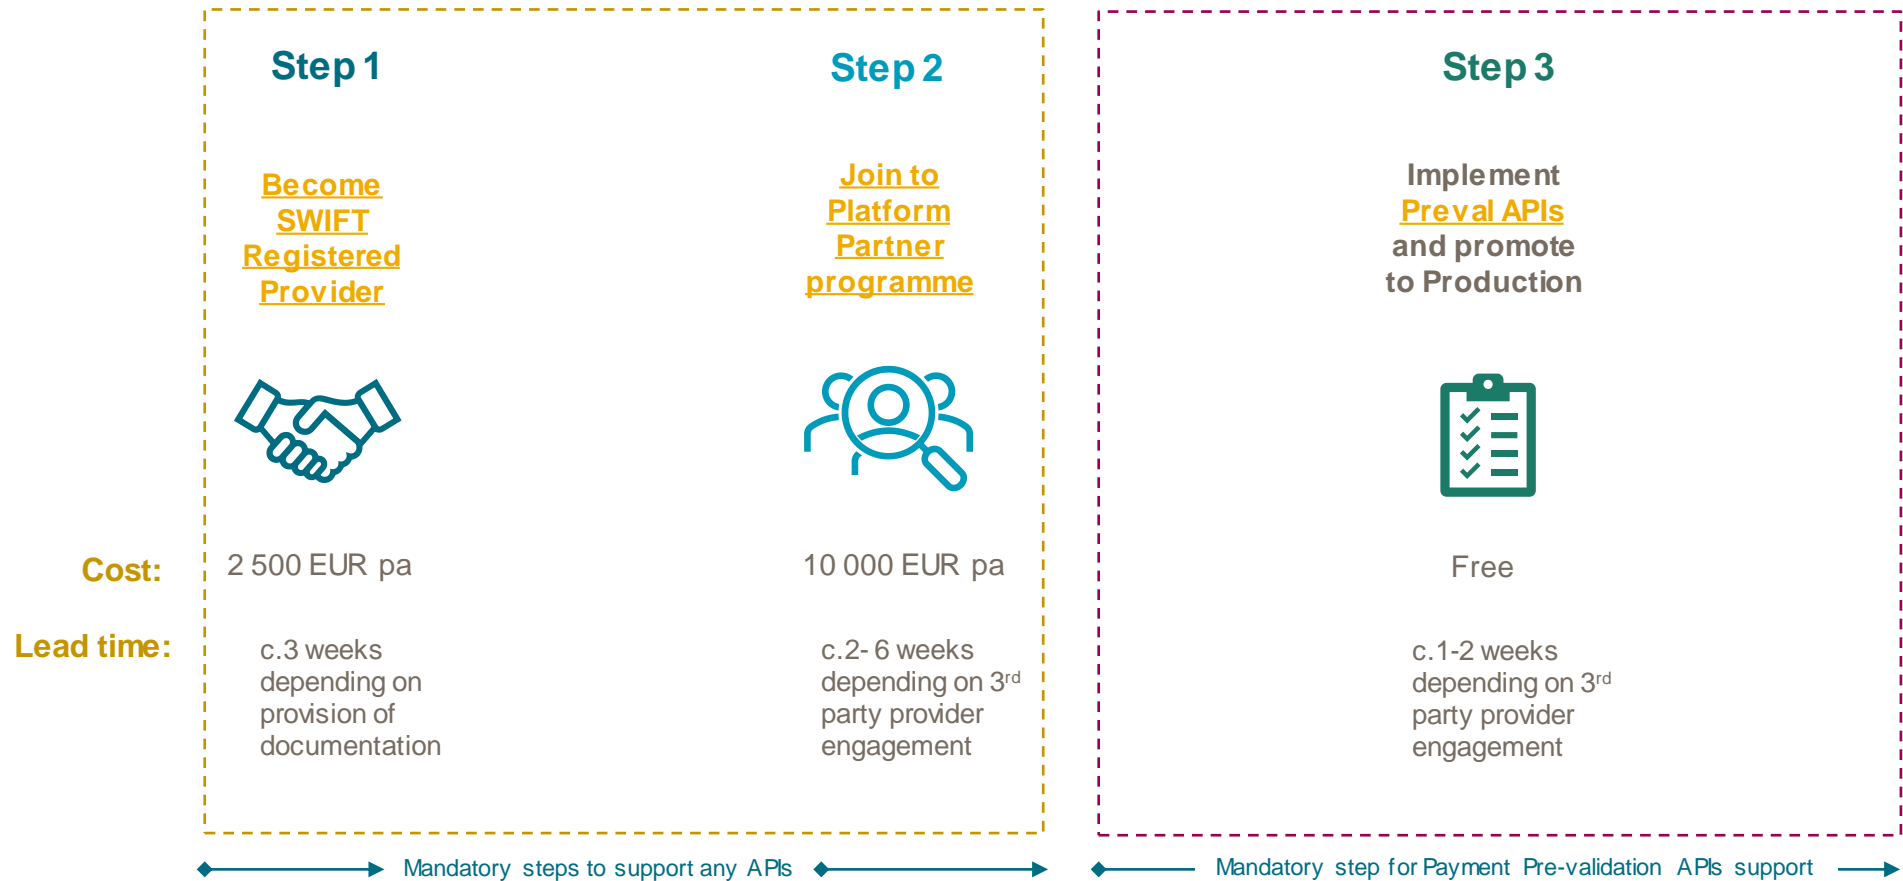 Step 1
Step 2
Step 3
Become
SWIFT
Registered
Provider
Join to
Platform
Partner
programme
Implement
Preval APIs
and promote
to Production
Cost:
2 500 EUR pa
10 000 EUR pa
Free
Lead time:
c.3 weeks
depending on
provision of
documentation
c.2- 6 weeks
depending on 3rd
party provider
engagement
c.1-2 weeks
depending on 3rd
party provider
engagement
Mandatory steps to support any APIs
Mandatory step for Payment Pre-validation APIs support